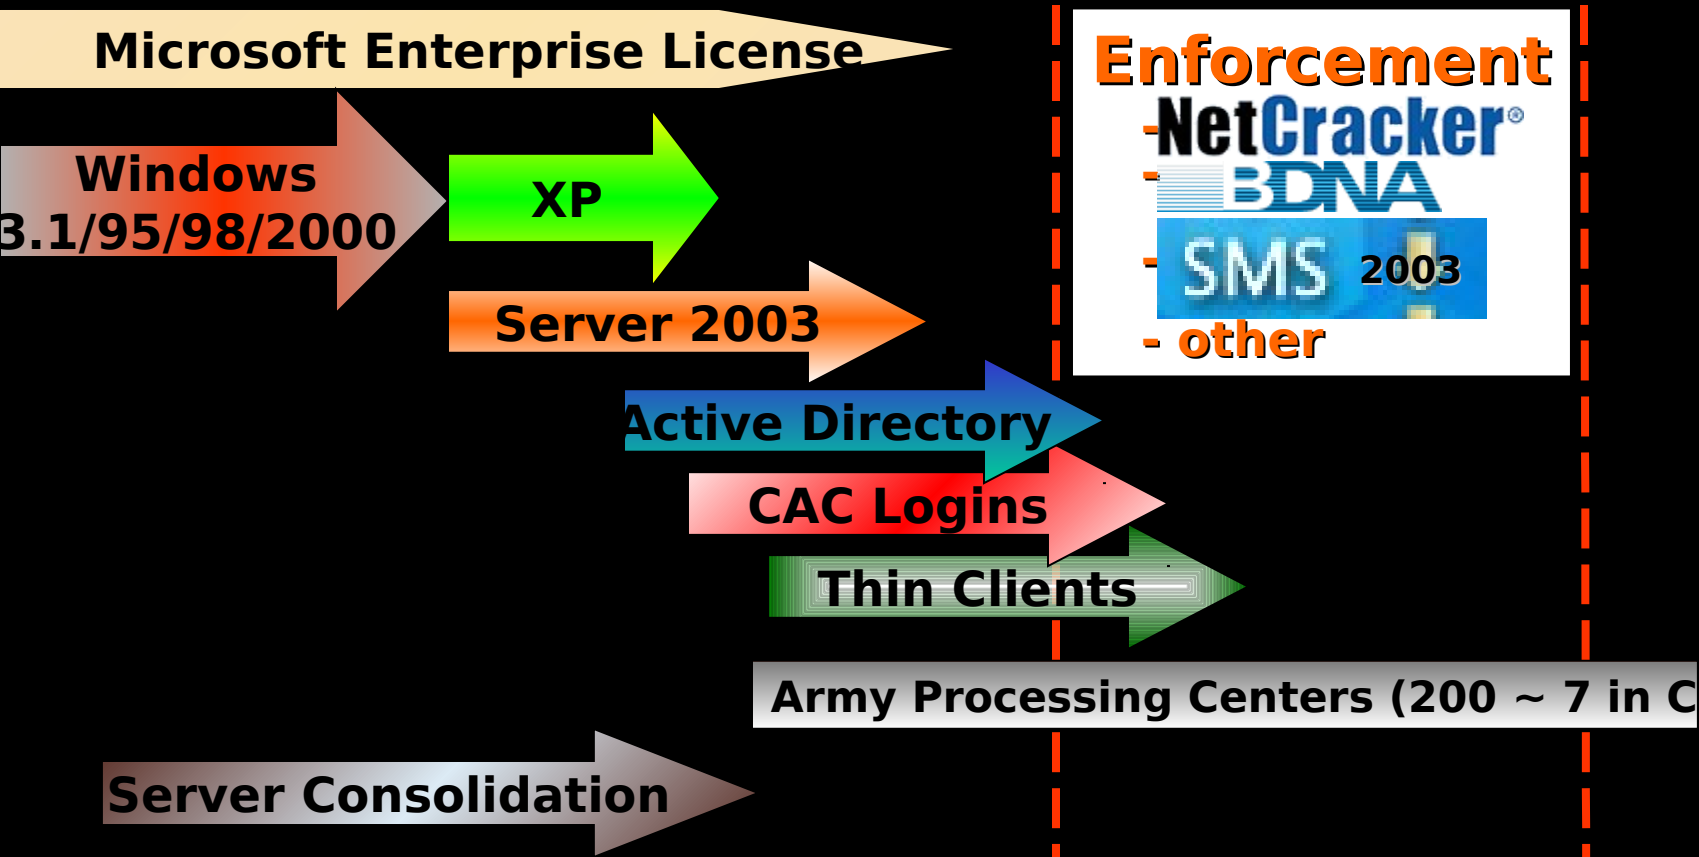 Microsoft Enterprise License
Enforcement
- NetCracker®
- BDNA
- SMS 2003
- other
Windows
3.1/95/98/2000
XP
Server 2003
Active Directory
CAC Logins
Thin Clients
Army Processing Centers (200 ~ 7 in C
Server Consolidation